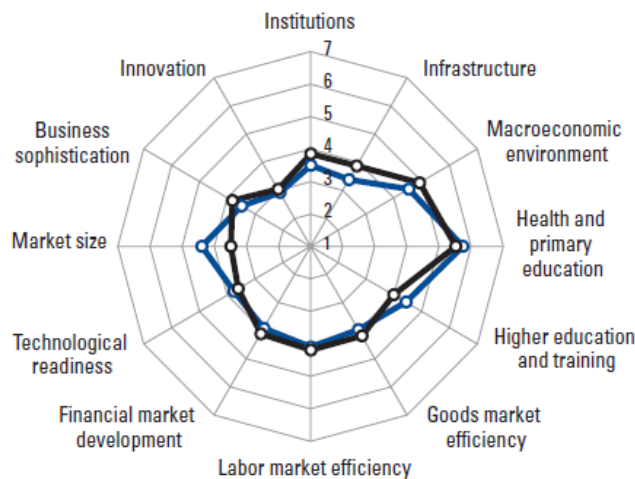 Institutions
7
6
5
4
3
2
1
Infrastructure
Macroeconomic
environment
Health and
primary
education
Higher education
and training
Goods market
efficiency
Labor market efficiency
Financial market
development
Technological
readiness
Market size
Business
sophistication
Innovation